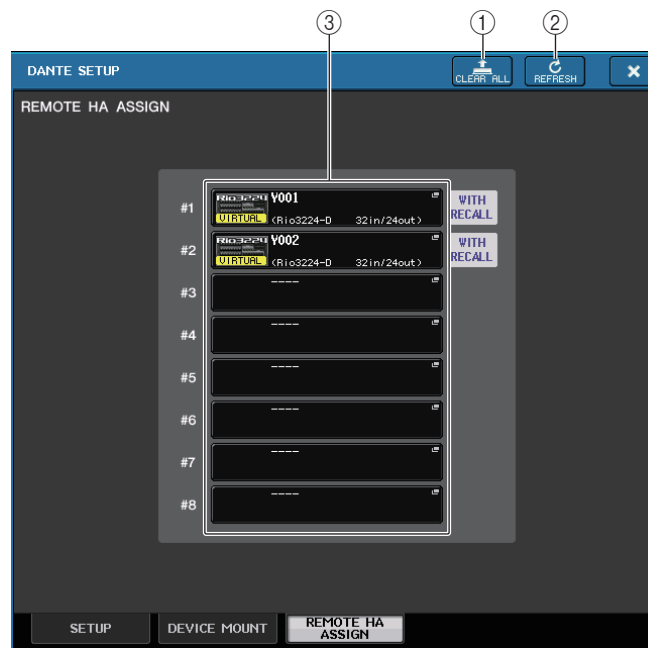 ③ ① ②
DANTE SETUP
CLEAR ALL
REFRESH
REMOTE HA ASSIGN
#1
Rio3224
Y001
VIRTUAL
(Rio3224-D 32in/24out)
WITH
RECALL
#2
Rio3224
Y002
VIRTUAL
(Rio3224-D 32in/24out)
WITH
RECALL
#3
----
#4
----
#5
----
#6
----
#7
----
#8
----
SETUP
DEVICE MOUNT
REMOTE HA
ASSIGN